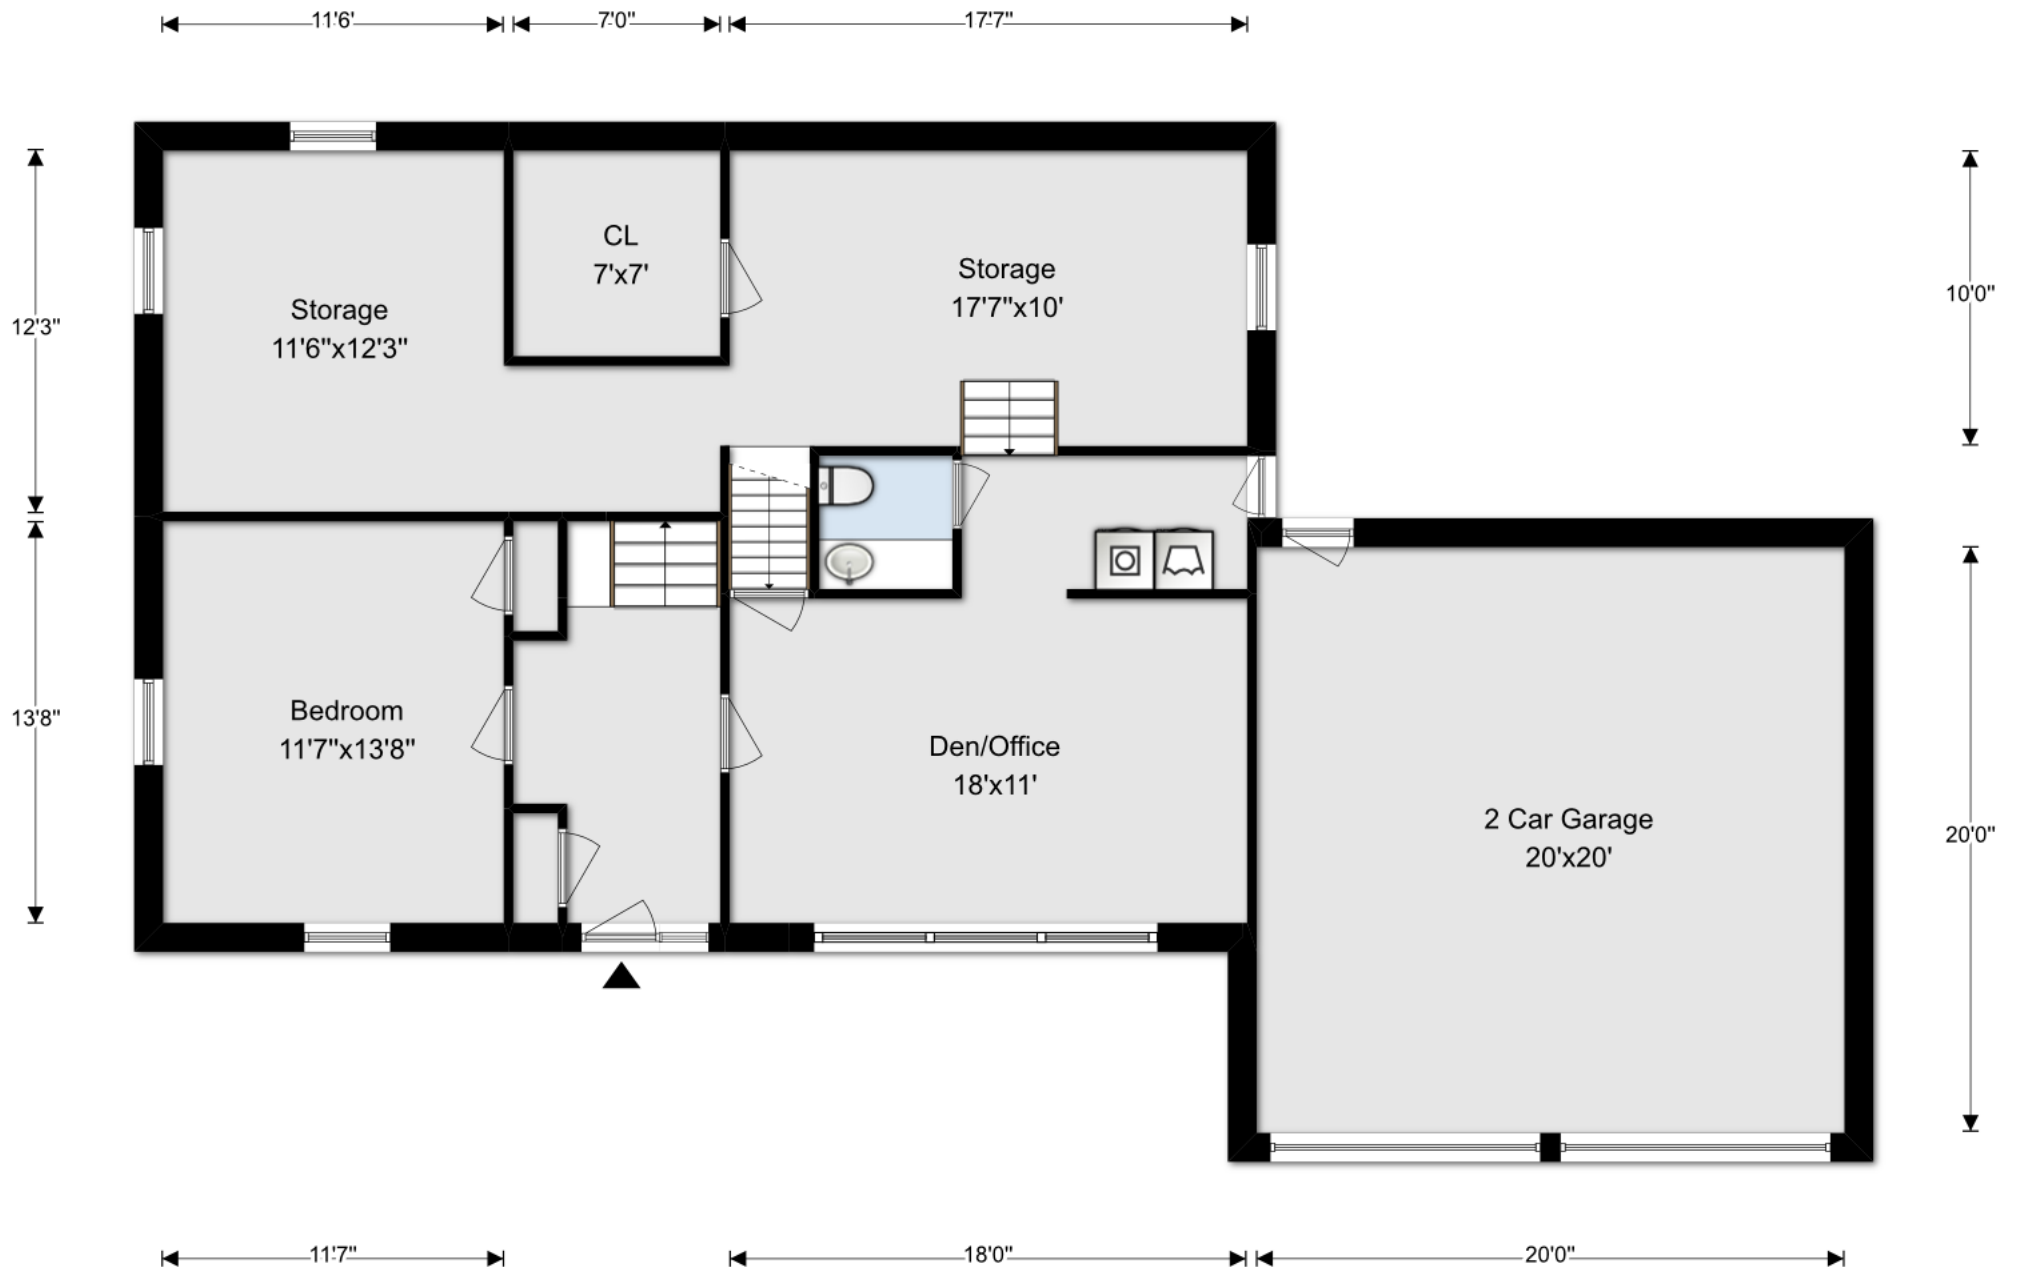 11'6'
7'0"
17'7"
CL
7'x7'
Storage
17'7"x10'
10'0"
Storage
11'6"x12'3"
12'3"
Bedroom
11'7"x13'8"
13'8"
Den/Office
18'x11'
2 Car Garage
20'x20'
20'0"
11'7"
18'0"
20'0"